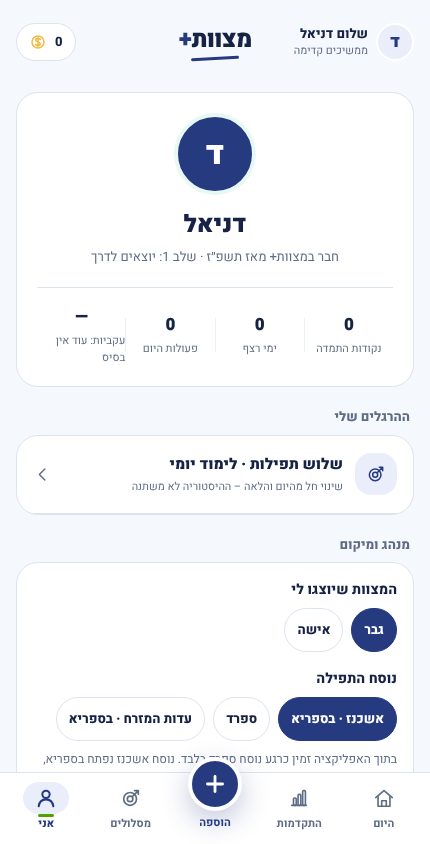 ד
שלום דניאל
ממשיכים קדימה
מצוות+
0
ד
דניאל
חבר במצוות+ מאז תשפ״ז · שלב 1: יוצאים לדרך
0
נקודות התמדה
0
ימי רצף
0
פעולות היום
–
עקביות: עוד אין
בסיס
ההרגלים שלי
שלוש תפילות · לימוד יומי
שינוי חל מהיום והלאה – ההיסטוריה לא משתנה
מנהג ומיקום
המצוות שיוצגו לי
גבר
אישה
נוסח התפילה
אשכנז · בספריא
ספרד
עדות המזרח · בספריא
בתוך האפליקציה זמין כרגע נוסח ספרד בלבד. נוסח אשכנז נפתח בספריא,
היום
התקדמות
הוספה
מסלולים
אני